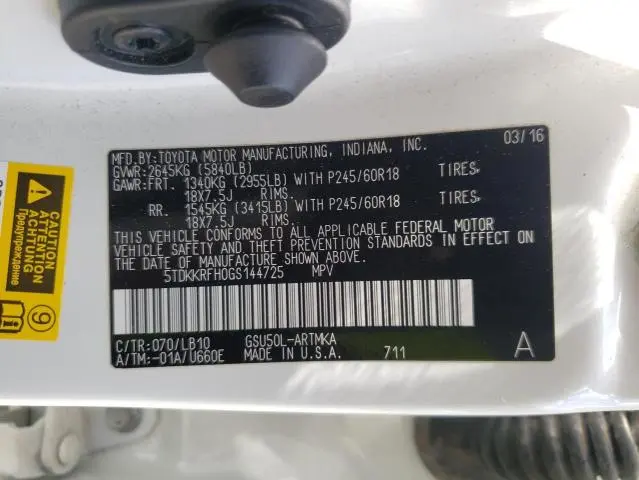 03/16
MFD.BY:TOYOTA MOTOR MANUFACTURING, INDIANA, INC.
GVWR:2645KG (5840LB)
GAWR:FRT. 1340KG (2955LB) WITH P245/60R18 TIRES,
18X7.5J RIMS.
RR. 1545KG (3415LB) WITH P245/60R18 TIRES,
18X7.5J RIMS.
THIS VEHICLE CONFORMS TO ALL APPLICABLE FEDERAL MOTOR
VEHICLE SAFETY AND THEFT PREVENTION STANDARDS IN EFFECT ON
THE DATE OF MANUFACTURE SHOWN ABOVE.
5TDKKRFH0GS144725 MPV
C/TR:070/LB10 GSU50L-ARTMKA
A/TM:-01A/U660E MADE IN U.S.A. 711 A
CAUTION
ATTENTION
ACHTUNG
Предупреждение
9